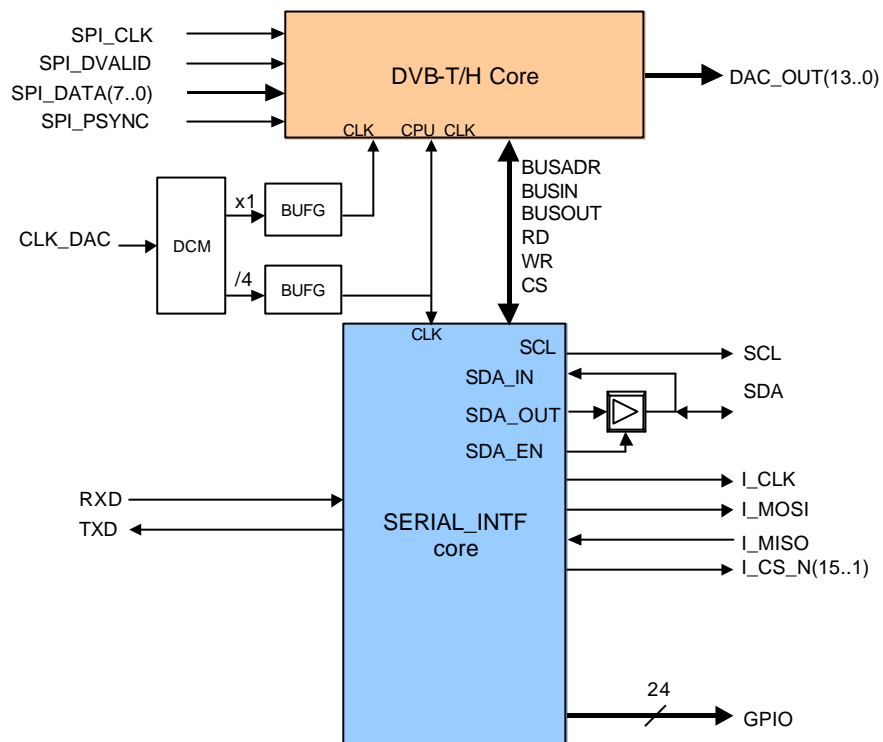 SPI_CLK
SPI_DVALID
SPI_DATA(7..0)
SPI_PSYNC
DVB-T/H Core
CLK
CPU CLK
DAC_OUT(13..0)
BUSADR
BUSIN
BUSOUT
RD
WR
CS
CLK_DAC
DCM
x1
BUFG
/4
BUFG
CLK
SCL
SCL
SDA_IN
SDA
SDA_OUT
SDA_EN
I_CLK
RXD
I_MOSI
TXD
SERIAL_INTF
core
I_MISO
I_CS_N(15..1)
24
GPIO